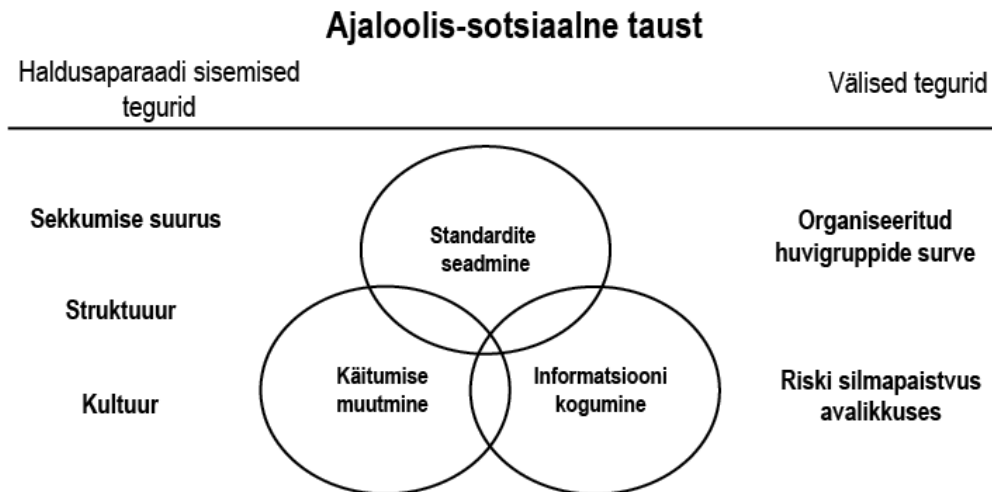 Ajaloolis-sotsiaalne taust
Haldusaparaadi sisemised
tegurid
Välised tegurid
Sekkumise suurus
Struktuuur
Kultuur
Standardite
seadmine
Käitumise
muutmine
Informatsiooni
kogumine
Organiseeritud
huvigruppide surve
Riski silmapaistvus
avalikkuses